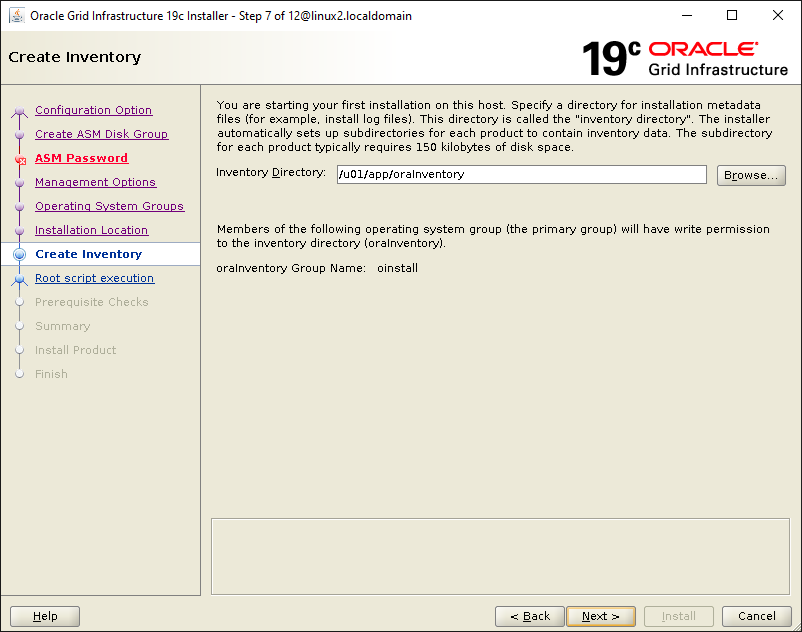 Oracle Grid Infrastructure 19c Installer - Step 7 of 12@linux2.localdomain
Create Inventory
19c ORACLE
Grid Infrastructure
Configuration Option
Create ASM Disk Group
ASM Password
Management Options
Operating System Groups
Installation Location
Create Inventory
Root script execution
Prerequisite Checks
Summary
Install Product
Finish
You are starting your first installation on this host. Specify a directory for installation metadata
files (for example, install log files). This directory is called the "inventory directory". The installer
automatically sets up subdirectories for each product to contain inventory data. The subdirectory
for each product typically requires 150 kilobytes of disk space.
Inventory Directory: /u01/app/oraInventory Browse...
Members of the following operating system group (the primary group) will have write permission
to the inventory directory (oraInventory).
oraInventory Group Name: oinstall
Help < Back Next > Install Cancel